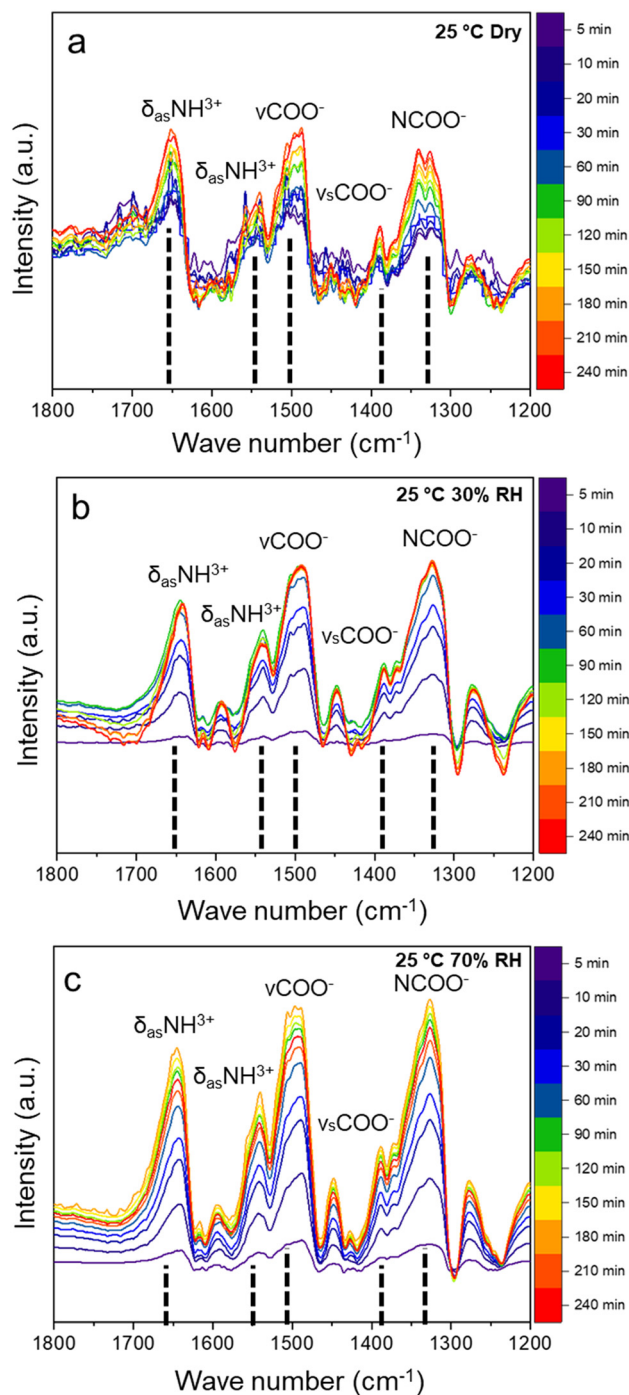 a
25 °C Dry
δasNH³⁺
δasNH³⁺
νCOO⁻
vsCOO⁻
NCOO⁻
Intensity (a.u.)
1800 1700 1600 1500 1400 1300 1200
Wave number (cm⁻¹)
5 min
10 min
20 min
30 min
60 min
90 min
120 min
150 min
180 min
210 min
240 min
b
25 °C 30% RH
δasNH³⁺
δasNH³⁺
νCOO⁻
vsCOO⁻
NCOO⁻
Intensity (a.u.)
1800 1700 1600 1500 1400 1300 1200
Wave number (cm⁻¹)
5 min
10 min
20 min
30 min
60 min
90 min
120 min
150 min
180 min
210 min
240 min
c
25 °C 70% RH
δasNH³⁺
δasNH³⁺
νCOO⁻
vsCOO⁻
NCOO⁻
Intensity (a.u.)
1800 1700 1600 1500 1400 1300 1200
Wave number (cm⁻¹)
5 min
10 min
20 min
30 min
60 min
90 min
120 min
150 min
180 min
210 min
240 min